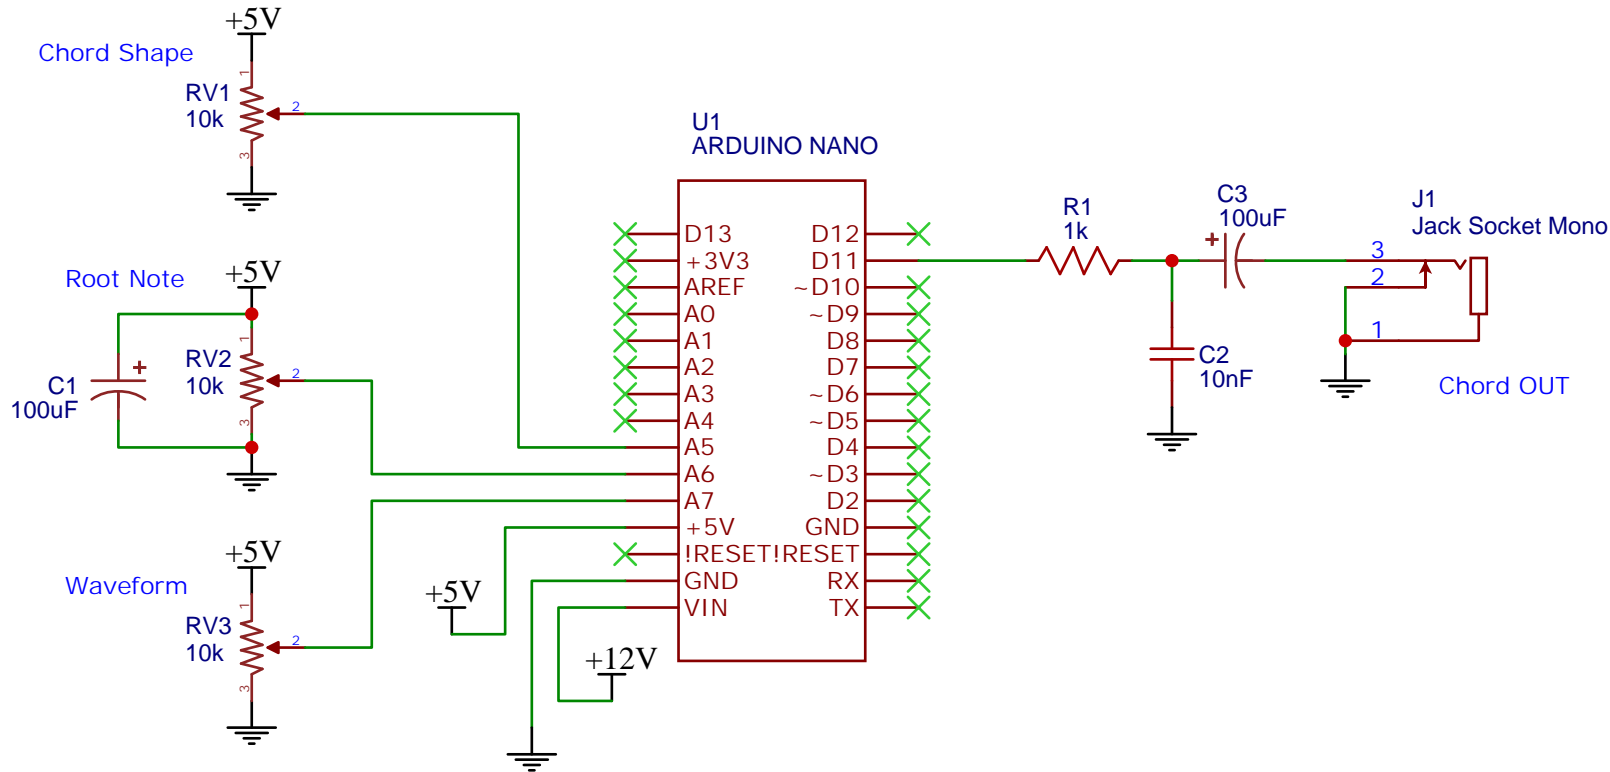 +5V
Chord Shape
RV1
10k
1
2
3
+5V
Root Note
RV2
10k
1
2
3
C1
100uF
+
+5V
Waveform
RV3
10k
1
2
3
U1
ARDUINO NANO
D13
+3V3
AREF
A0
A1
A2
A3
A4
A5
A6
A7
+5V
!RESET
GND
VIN
D12
D11
~D10
~D9
D8
D7
~D6
~D5
D4
~D3
D2
GND
!RESET
RX
TX
+5V
+12V
R1
1k
C3
100uF
+
C2
10nF
J1
Jack Socket Mono
3
2
1
Chord OUT